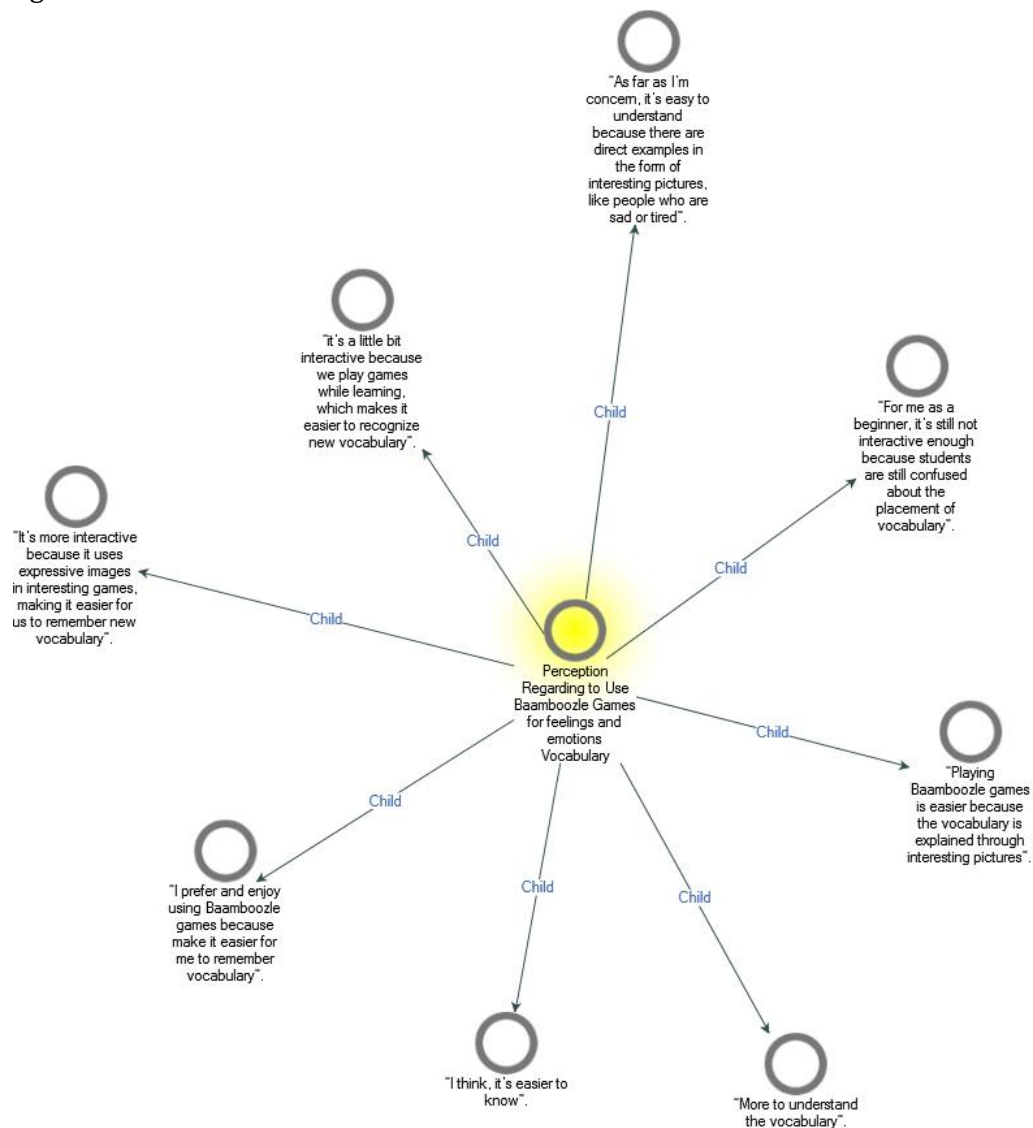 "As far as I'm
concern, it's easy to
understand
because there are
direct examples in
the form of
interesting pictures,
like people who are
sad or tired".
"it's a little bit
interactive because
we play games
while learning,
which makes it
easier to recognize
new vocabulary".
"For me as a
beginner, it's still not
interactive enough
because students
are still confused
about the
placement of
vocabulary".
"It's more interactive
because it uses
expressive images
in interesting games,
making it easier for
us to remember new
vocabulary".
Child
Child
Child
Child
Perception
Regarding to Use
Baamboozle Games
for feelings and
emotions
Vocabulary
Child
"Playing
Baamboozle games
is easier because
the vocabulary is
explained through
interesting pictures".
Child
"I prefer and enjoy
using Baamboozle
games because
make it easier for
me to remember
vocabulary".
Child
Child
"I think, it's easier to
know".
"More to understand
the vocabulary".